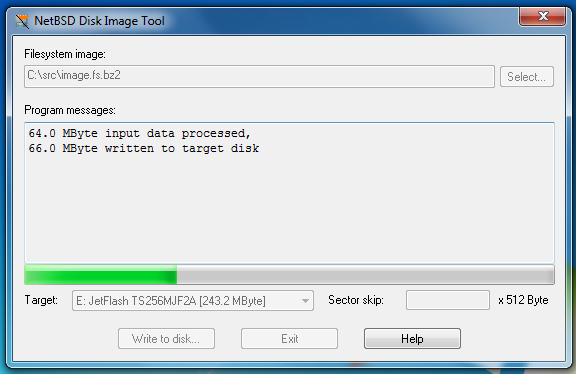 NetBSD Disk Image Tool
Filesystem image:
C:\src\image.fs.bz2
Select...
Program messages:
64.0 MByte input data processed,
66.0 MByte written to target disk
Target: E: JetFlash TS256MJF2A [243.2 MByte] Sector skip: x 512 Byte
Write to disk... Exit Help